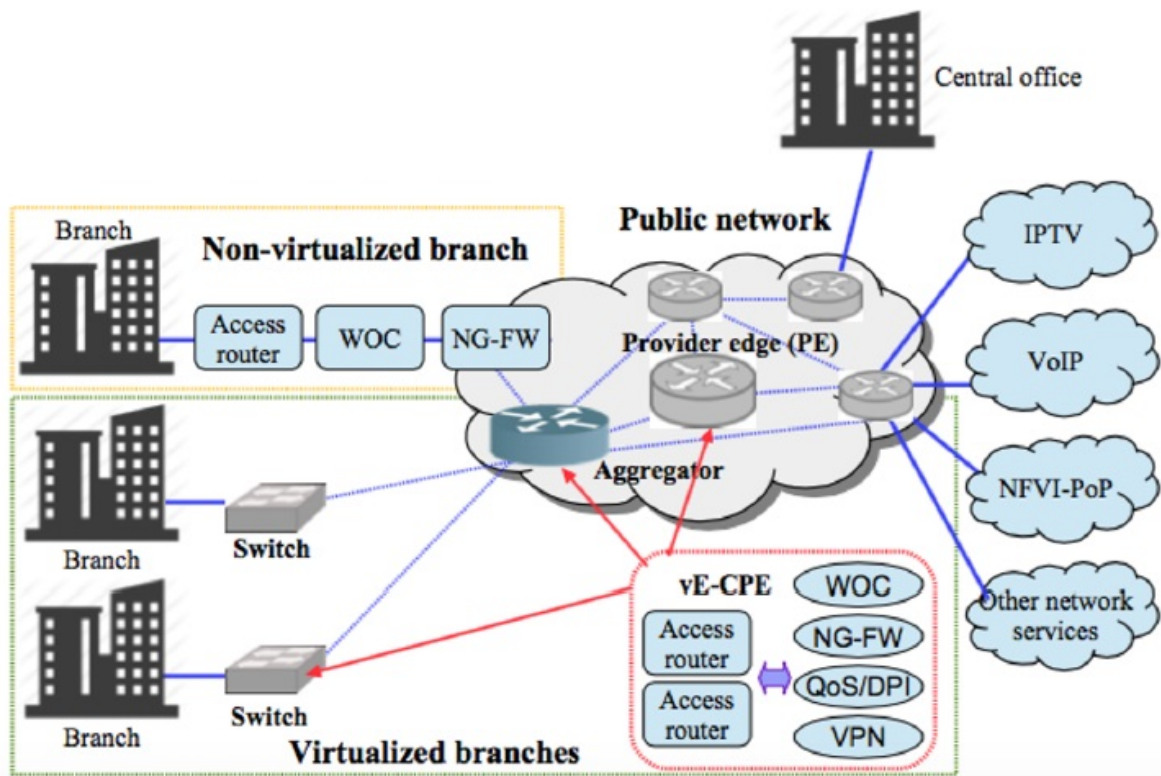 Central office
Branch
Non-virtualized branch
Public network
IPTV
Access
router
WOC
NG-FW
Provider edge (PE)
VoIP
Aggregator
NFVI-PoP
Switch
Branch
vE-CPE
WOC
Other network
services
Access
router
NG-FW
Access
router
QoS/DPI
Switch
VPN
Branch
Virtualized branches